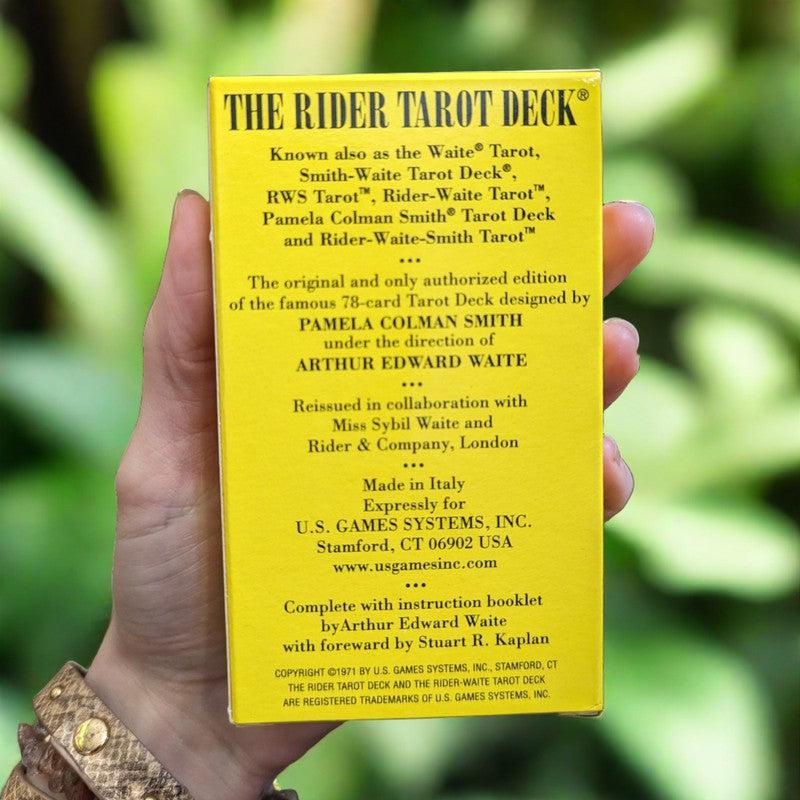 THE RIDER TAROT DECK®
Known also as the Waite® Tarot,
Smith-Waite Tarot Deck®,
RWS Tarot™, Rider-Waite Tarot™,
Pamela Colman Smith® Tarot Deck
and Rider-Waite-Smith Tarot™
•••
The original and only authorized edition
of the famous 78-card Tarot Deck designed by
PAMELA COLMAN SMITH
under the direction of
ARTHUR EDWARD WAITE
•••
Reissued in collaboration with
Miss Sybil Waite and
Rider & Company, London
•••
Made in Italy
Expressly for
U.S. GAMES SYSTEMS, INC.
Stamford, CT 06902 USA
www.usgamesinc.com
•••
Complete with instruction booklet
byArthur Edward Waite
with foreward by Stuart R. Kaplan
COPYRIGHT ©1971 BY U.S. GAMES SYSTEMS, INC., STAMFORD, CT
THE RIDER TAROT DECK AND THE RIDER-WAITE TAROT DECK
ARE REGISTERED TRADEMARKS OF U.S. GAMES SYSTEMS, INC.